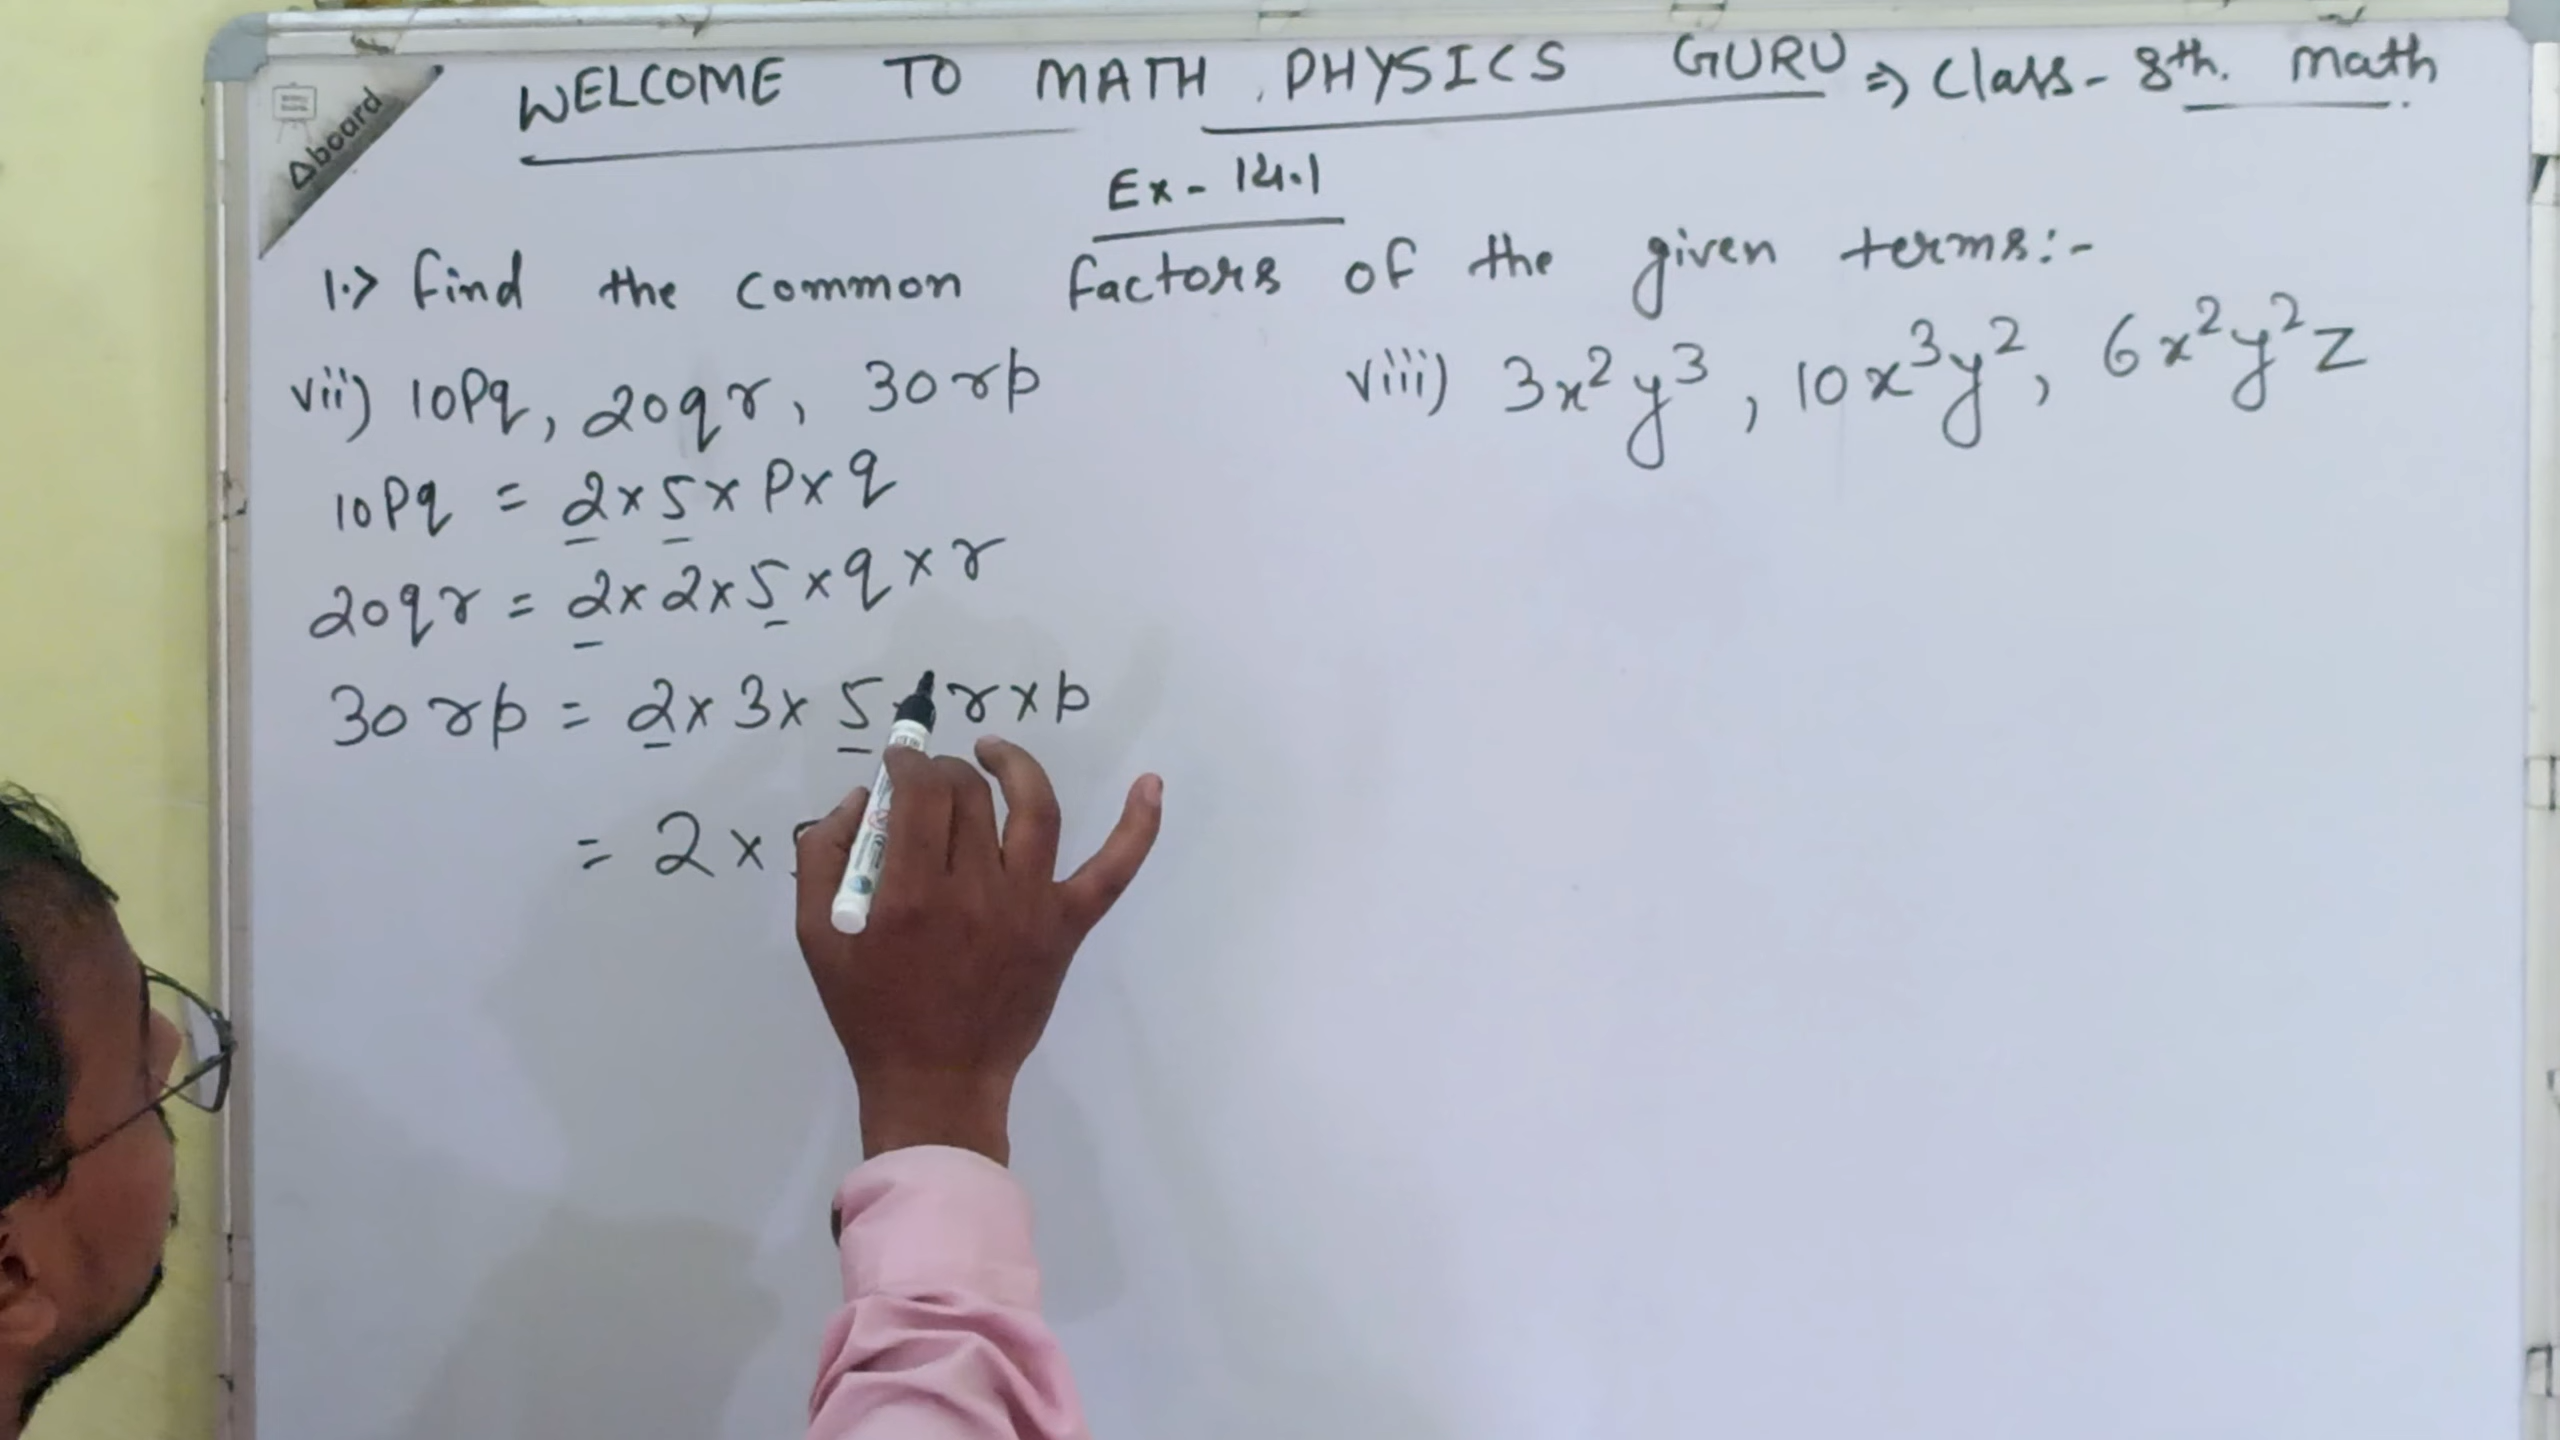 WELCOME TO MATH, PHYSICS GURU ⇒ Class - 8th. Math
Δboard
Ex - 14.1
1.> find the common factors of the given terms:-
vii) 10Pq, 20qr, 30rp
viii) 3x²y³, 10x³y², 6x²y²z
10Pq = 2×5×P×q
20qr = 2×2×5×q×r
30rp = 2×3×5×r×p
= 2×5